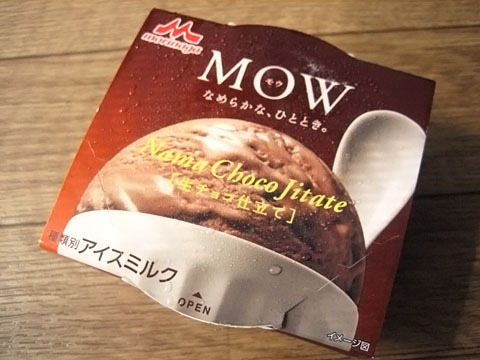 morinaga
MOW
モウ
なめらかな、ひととき。
Nama Choco Jitate
[生チョコ仕立て]
種類別 アイスミルク
OPEN
イメージ図